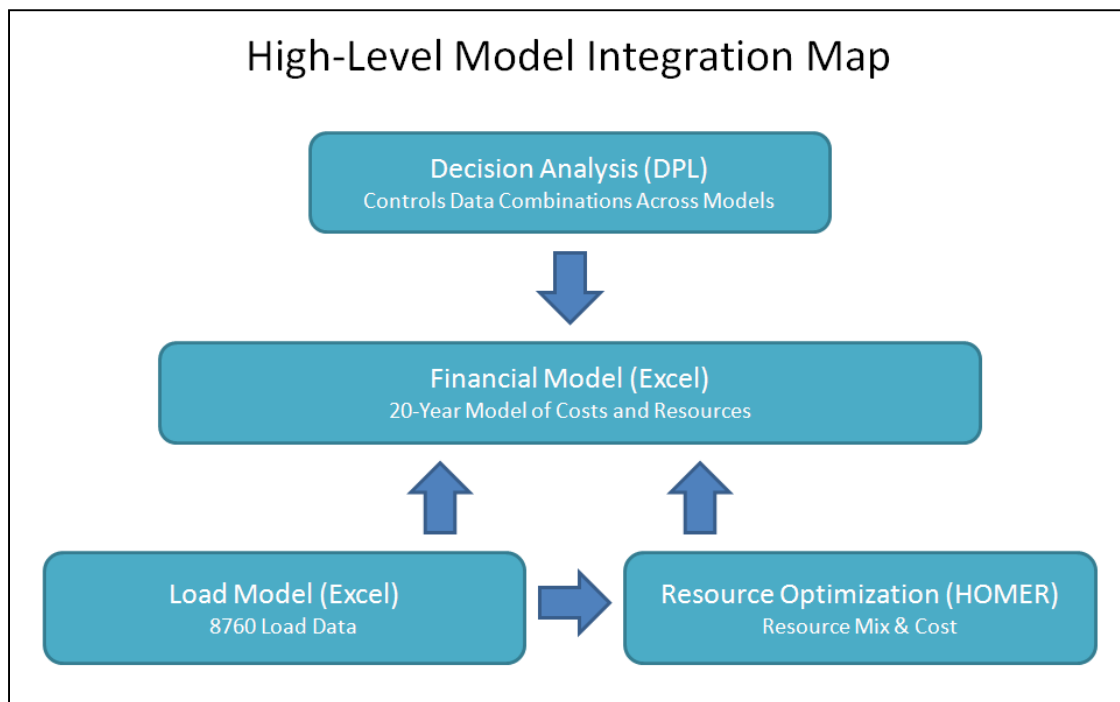 High-Level Model Integration Map
Decision Analysis (DPL)
Controls Data Combinations Across Models
Financial Model (Excel)
20-Year Model of Costs and Resources
Load Model (Excel)
8760 Load Data
Resource Optimization (HOMER)
Resource Mix & Cost